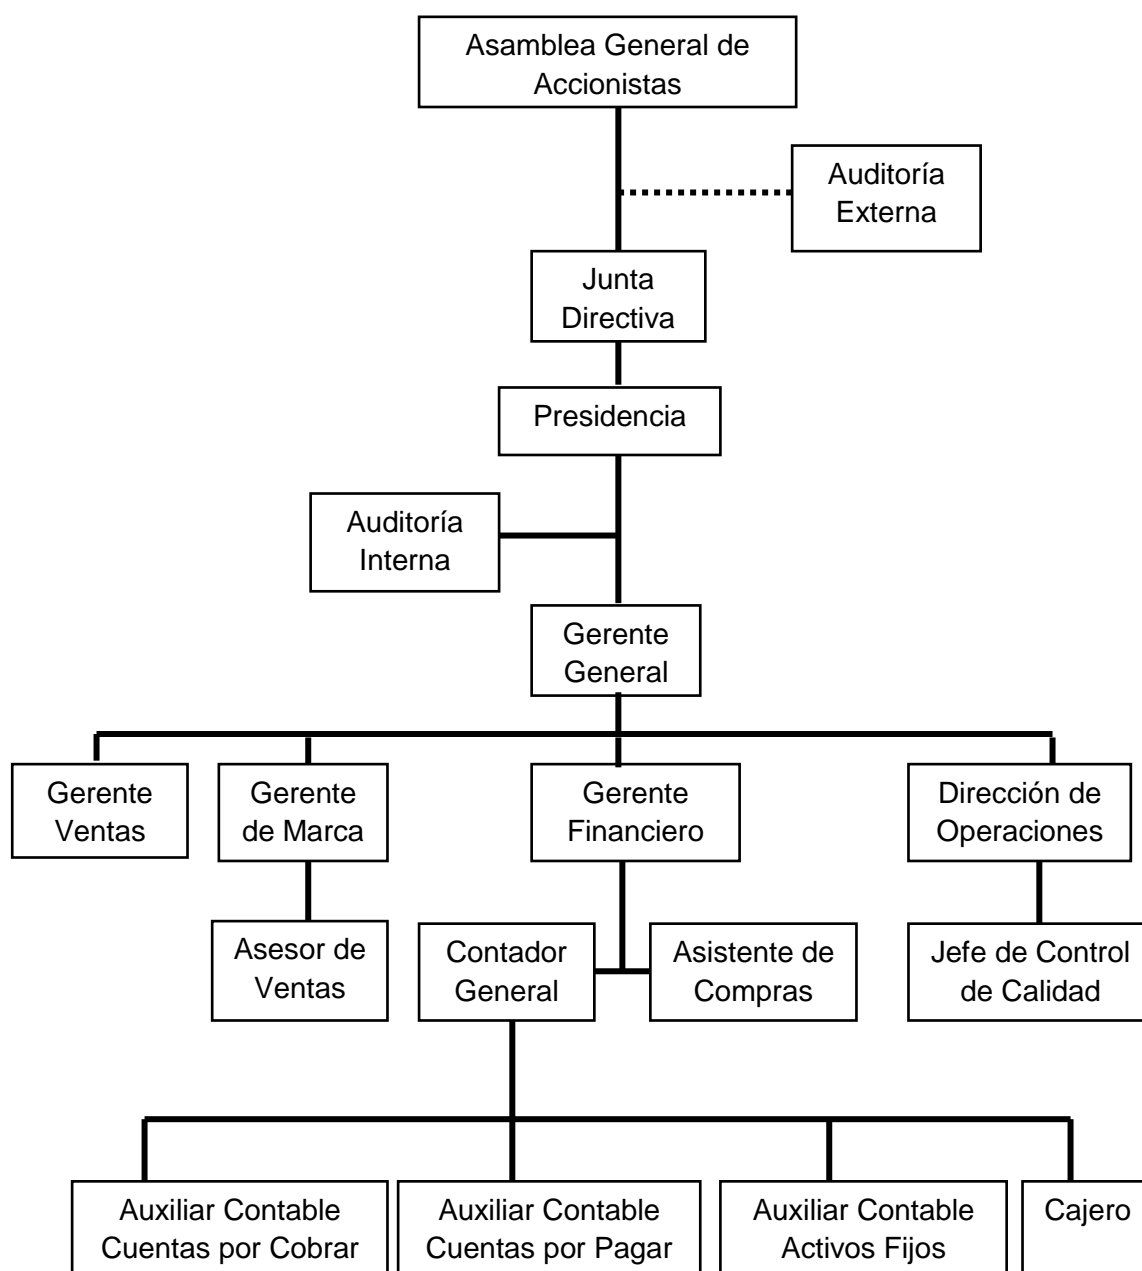 Asamblea General de
Accionistas
Auditoría
Externa
Junta
Directiva
Presidencia
Auditoría
Interna
Gerente
General
Gerente
Ventas
Gerente
de Marca
Gerente
Financiero
Dirección de
Operaciones
Asesor de
Ventas
Contador
General
Asistente de
Compras
Jefe de Control
de Calidad
Auxiliar Contable
Cuentas por Cobrar
Auxiliar Contable
Cuentas por Pagar
Auxiliar Contable
Activos Fijos
Cajero